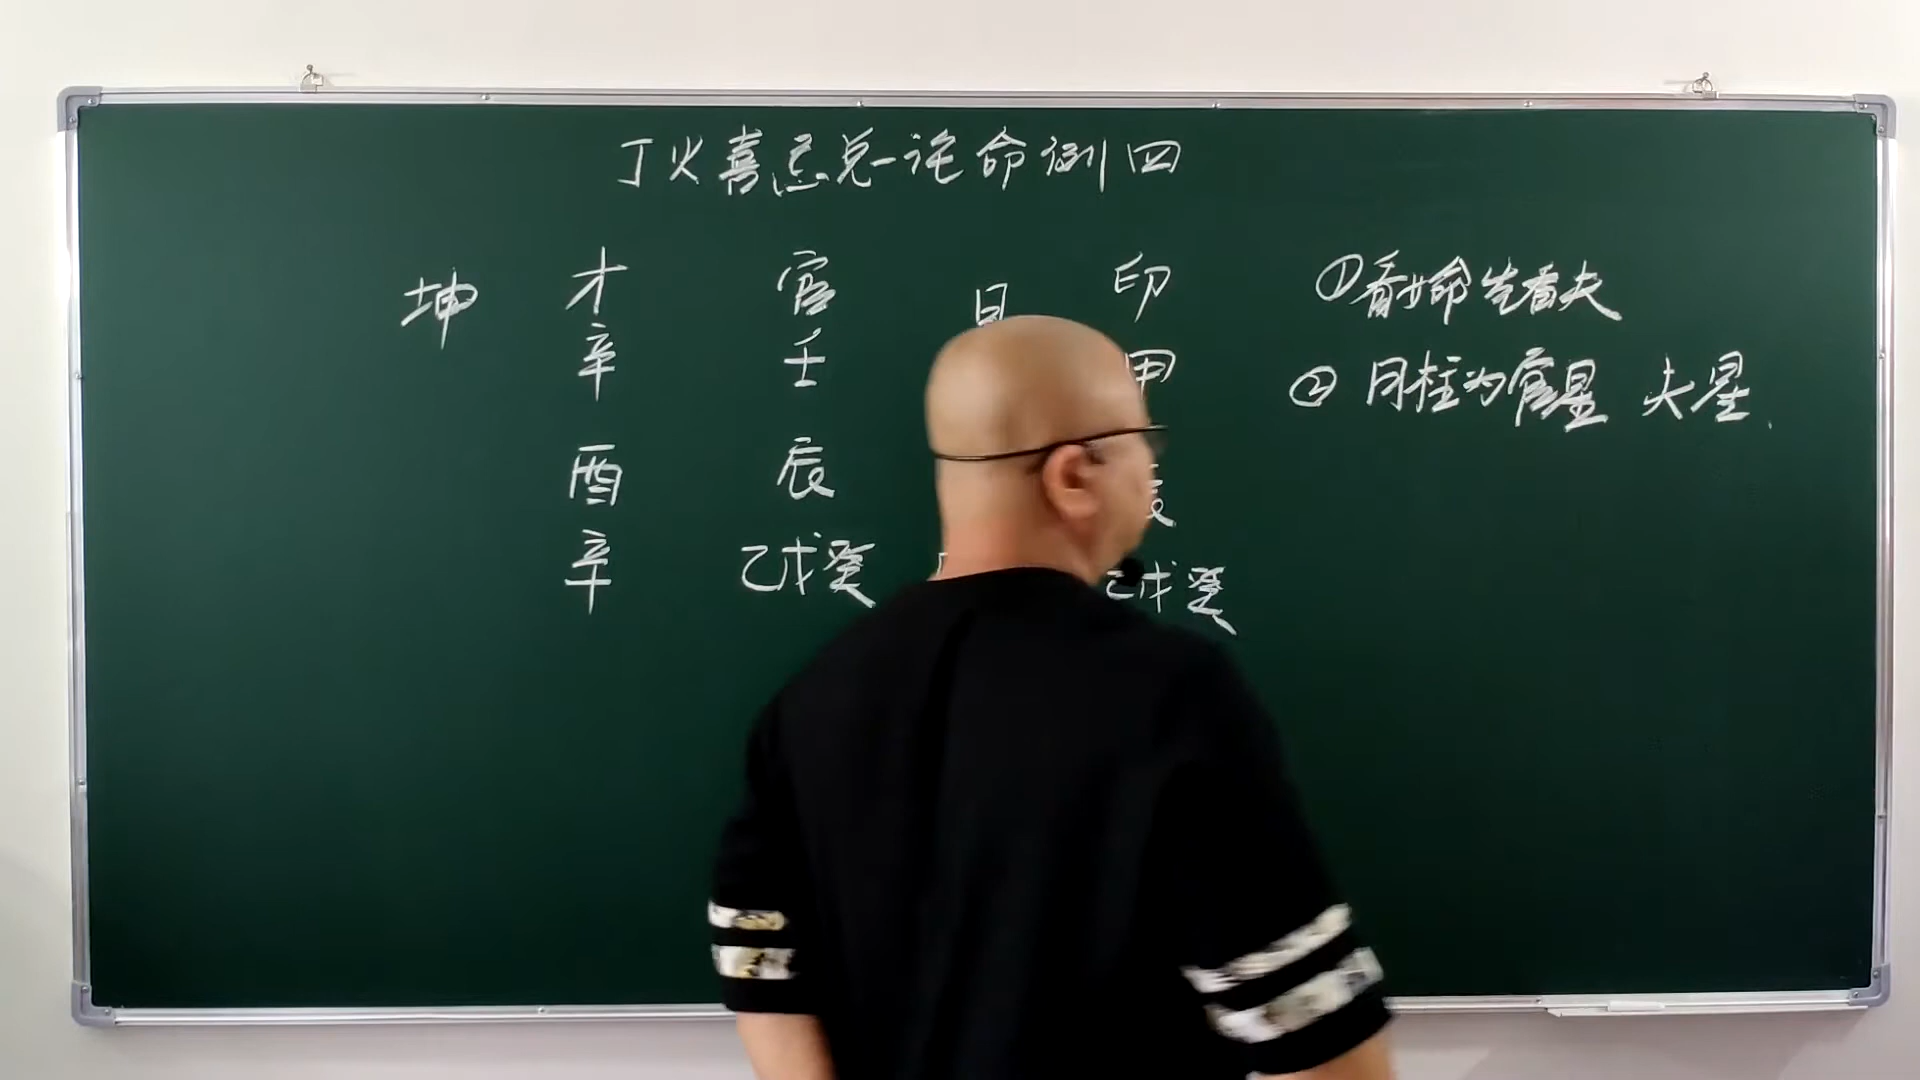 丁火喜忌总论命例四
坤 才 官 日 印
辛 壬 甲
酉 辰
辛 乙戊癸 乙戊癸
①看女命先看夫
② 月柱为官星 夫星、